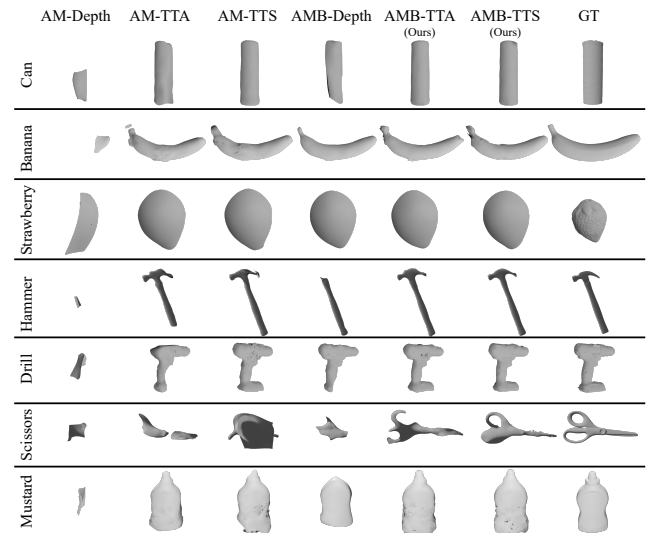 AM-Depth AM-TTA AM-TTS AMB-Depth AMB-TTA AMB-TTS GT
(Ours) (Ours)
Can
Banana
Strawberry
Hammer
Drill
Scissors
Mustard